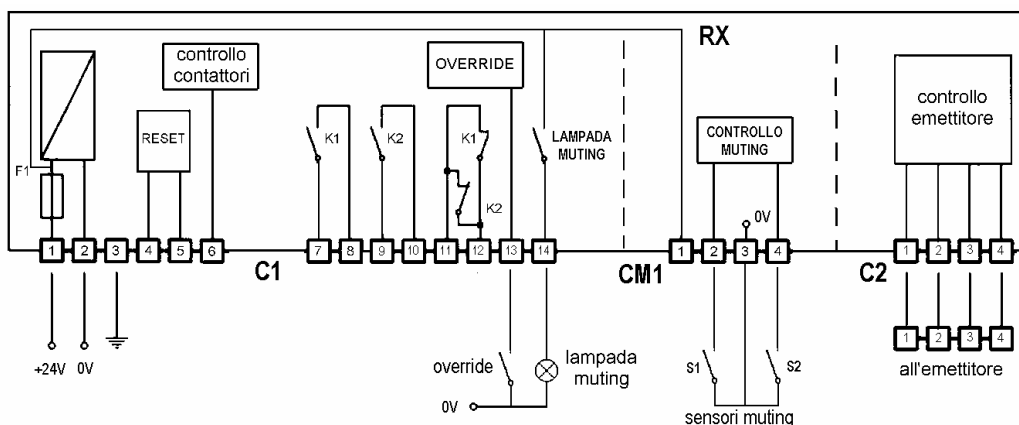 RX
controllo
contattori
OVERRIDE
controllo
emettitore
F1
RESET
K1
K2
K1
K2
LAMPADA
MUTING
CONTROLLO
MUTING
0V
1 2 3 4 5 6 7 8 9 10 11 12 13 14 1 2 3 4 1 2 3 4
C1
CM1
C2
1 2 3 4
+24V
0V
override
lampada
muting
0V
S1
S2
sensori muting
all'emettitore